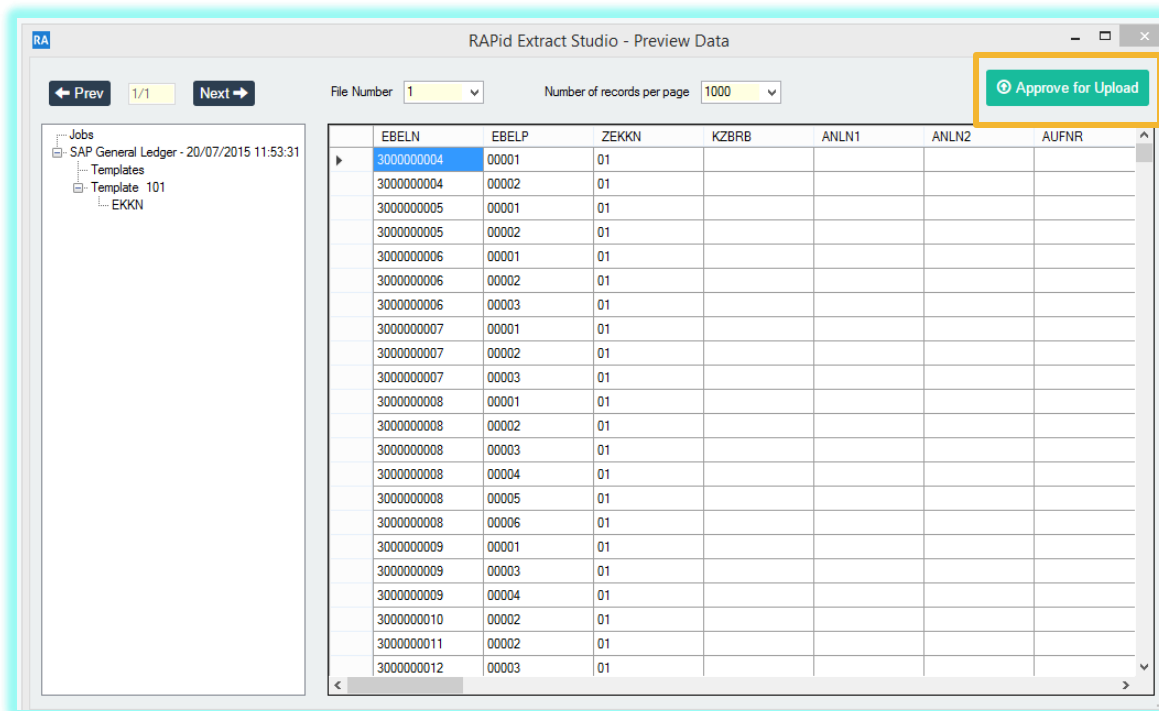 RA RAPid Extract Studio - Preview Data
Prev 1/1 Next File Number 1 Number of records per page 1000 Approve for Upload
Jobs
SAP General Ledger - 20/07/2015 11:53:31
Templates
Template 101
EKKN
EBELN EBELP ZEKKN KZBRB ANLN1 ANLN2 AUFNR
3000000004 00001 01
3000000004 00002 01
3000000005 00001 01
3000000005 00002 01
3000000006 00001 01
3000000006 00002 01
3000000006 00003 01
3000000007 00001 01
3000000007 00002 01
3000000007 00003 01
3000000008 00001 01
3000000008 00002 01
3000000008 00003 01
3000000008 00004 01
3000000008 00005 01
3000000008 00006 01
3000000009 00001 01
3000000009 00003 01
3000000009 00004 01
3000000010 00002 01
3000000011 00002 01
3000000012 00003 01